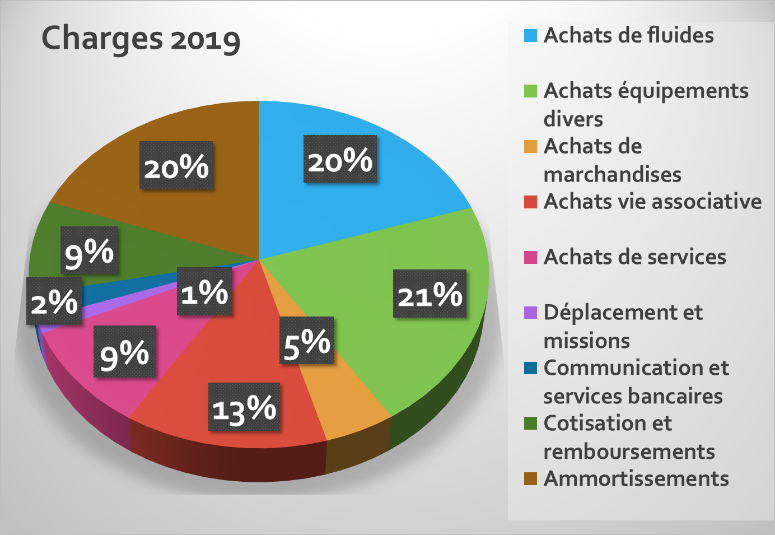 Charges 2019
20%
20%
9%
2%
1%
21%
5%
9%
13%
Achats de fluides
Achats équipements
divers
Achats de
marchandises
Achats vie associative
Achats de services
Déplacement et
missions
Communication et
services bancaires
Cotisation et
remboursements
Ammortissements